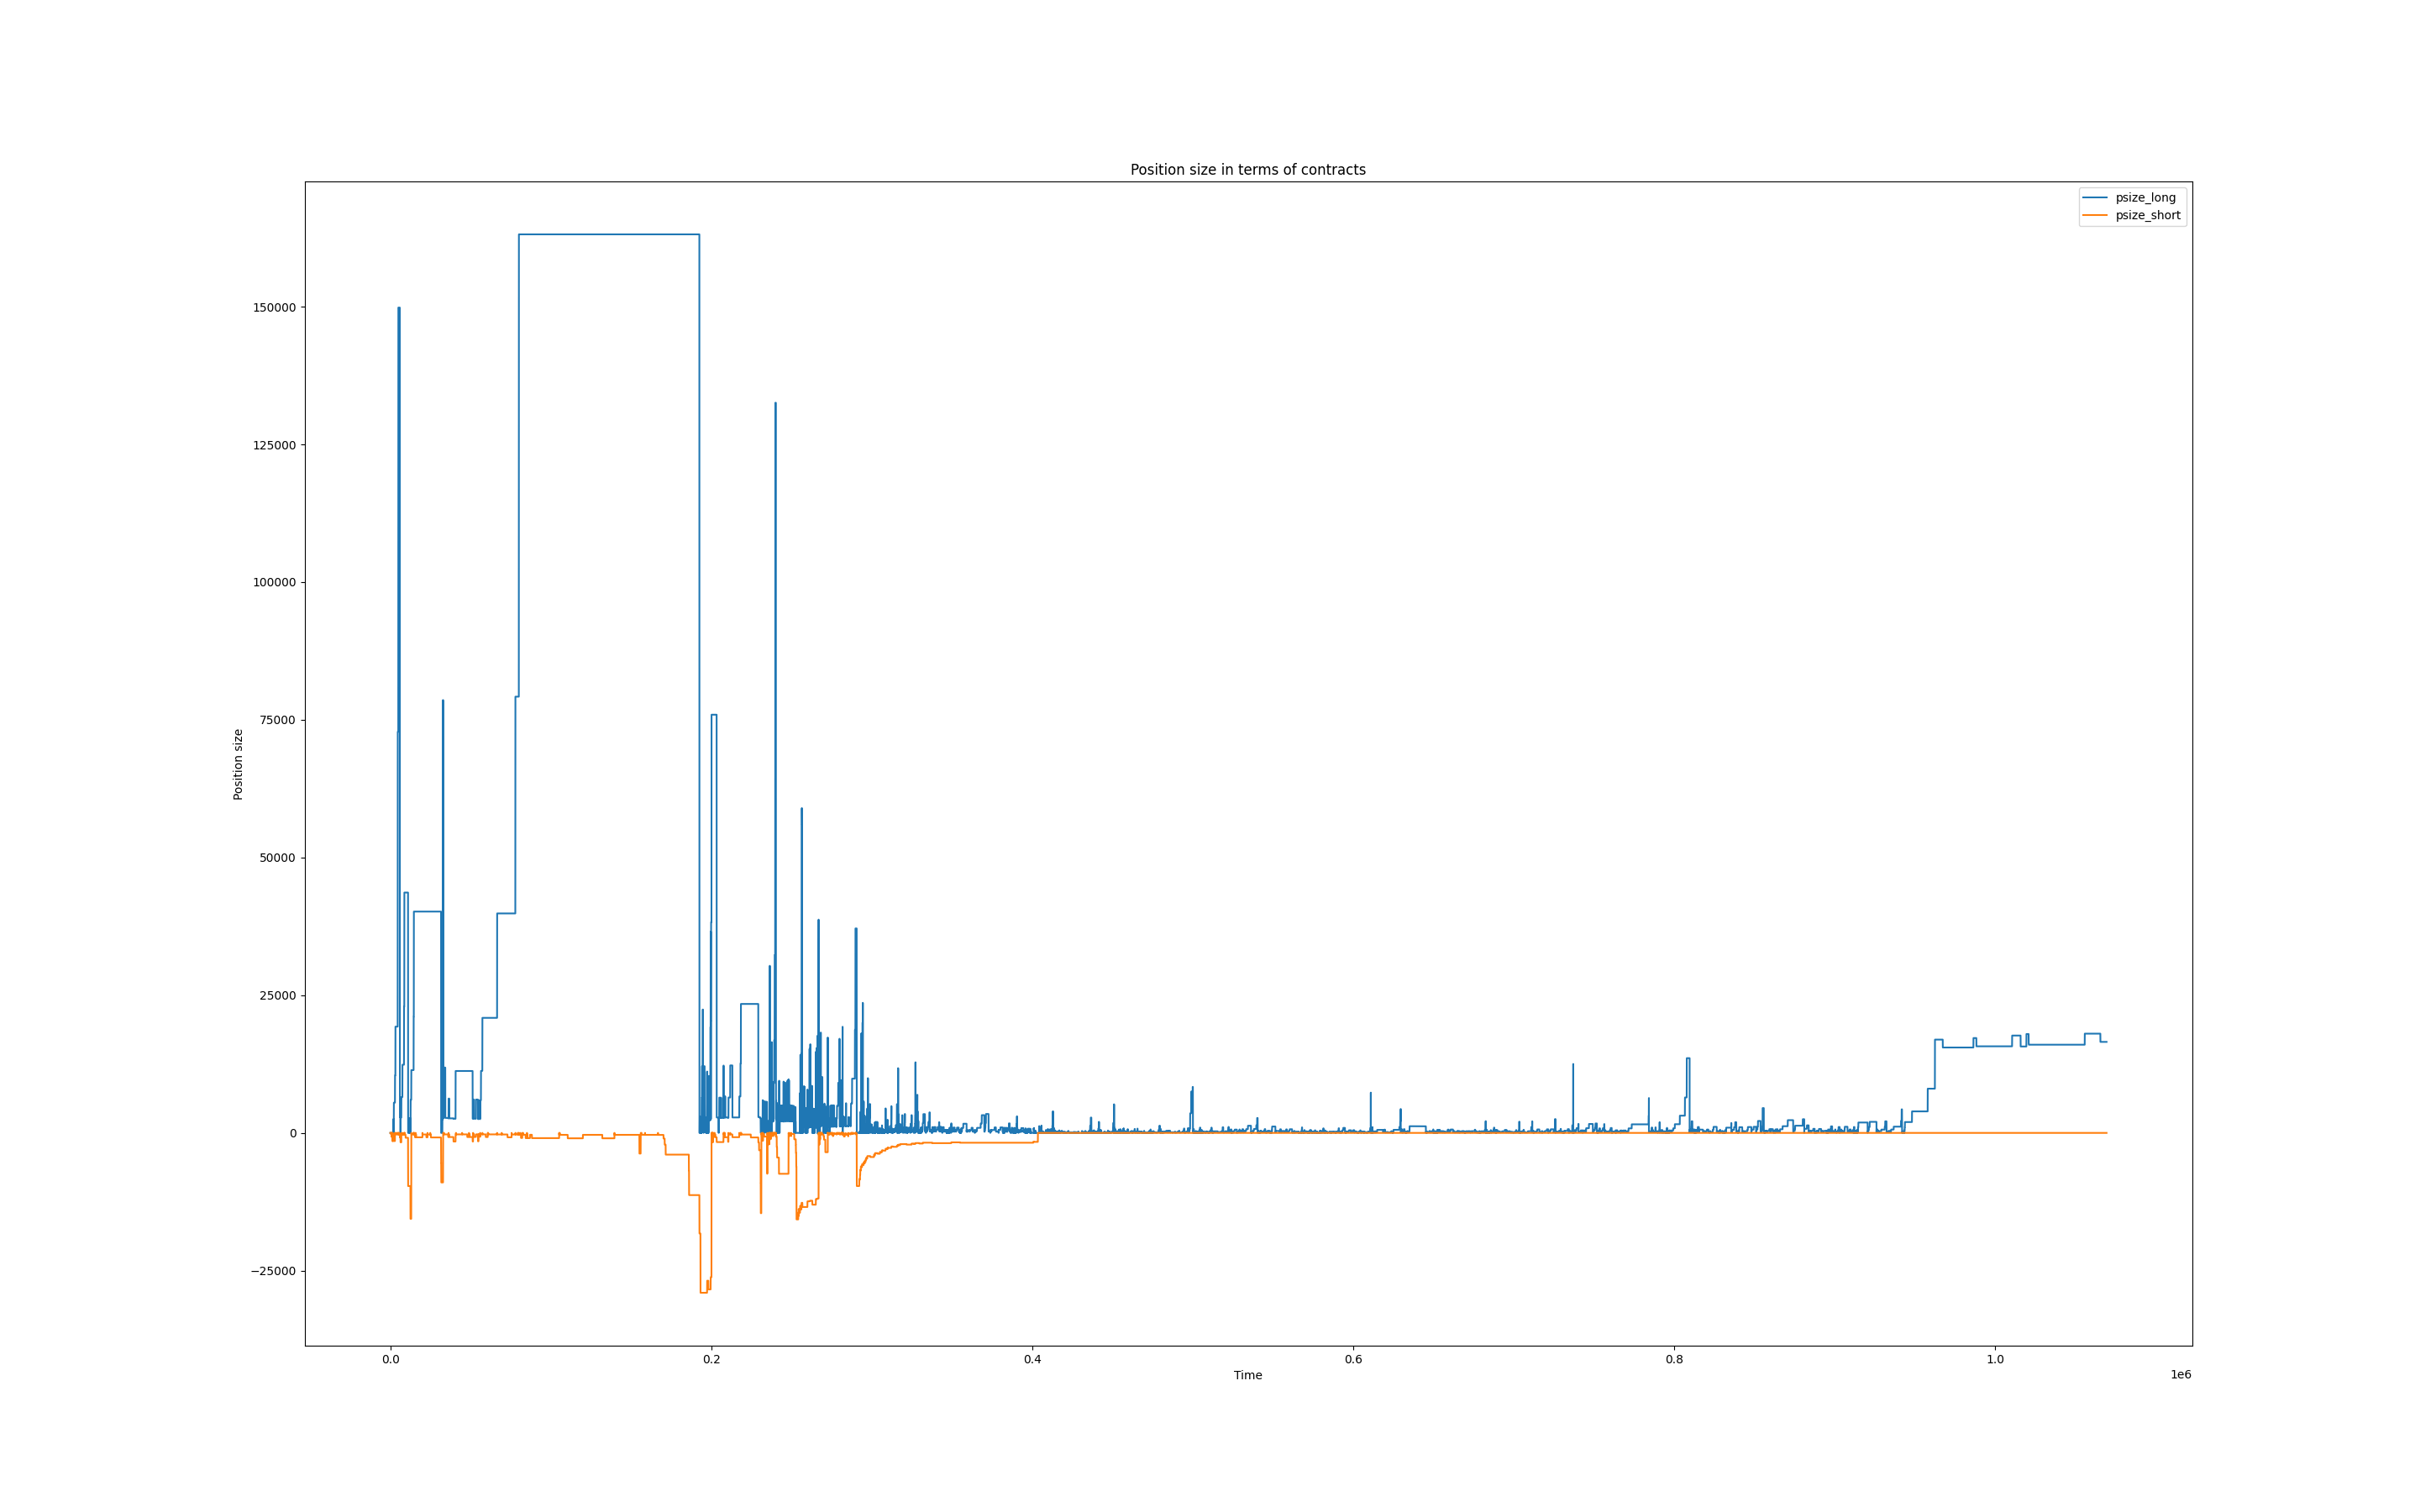 Position size in terms of contracts
psize_long
psize_short
150000
125000
100000
75000
50000
25000
0
−25000
Position size
0.0
0.2
0.4
0.6
0.8
1.0
1e6
Time